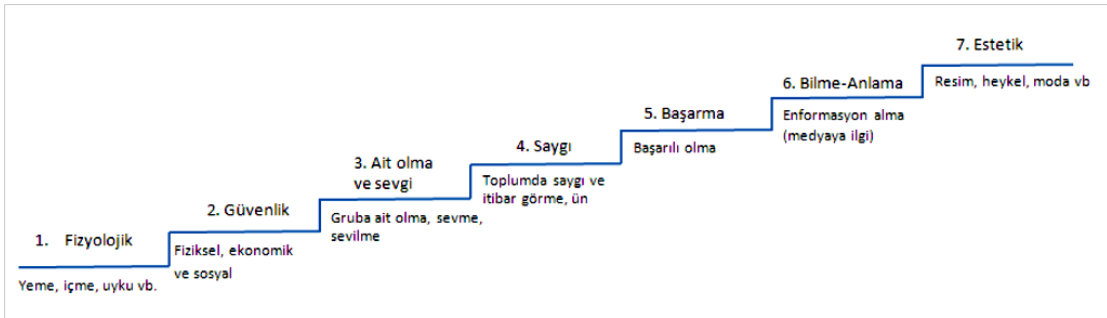 1. Fizyolojik
Yeme, içme, uyku vb.
2. Güvenlik
Fiziksel, ekonomik
ve sosyal
3. Ait olma
ve sevgi
Gruba ait olma, sevme,
sevilme
4. Saygı
Toplumda saygı ve
itibar görme, ün
5. Başarma
Başarılı olma
6. Bilme-Anlama
Enformasyon alma
(medyaya ilgi)
7. Estetik
Resim, heykel, moda vb